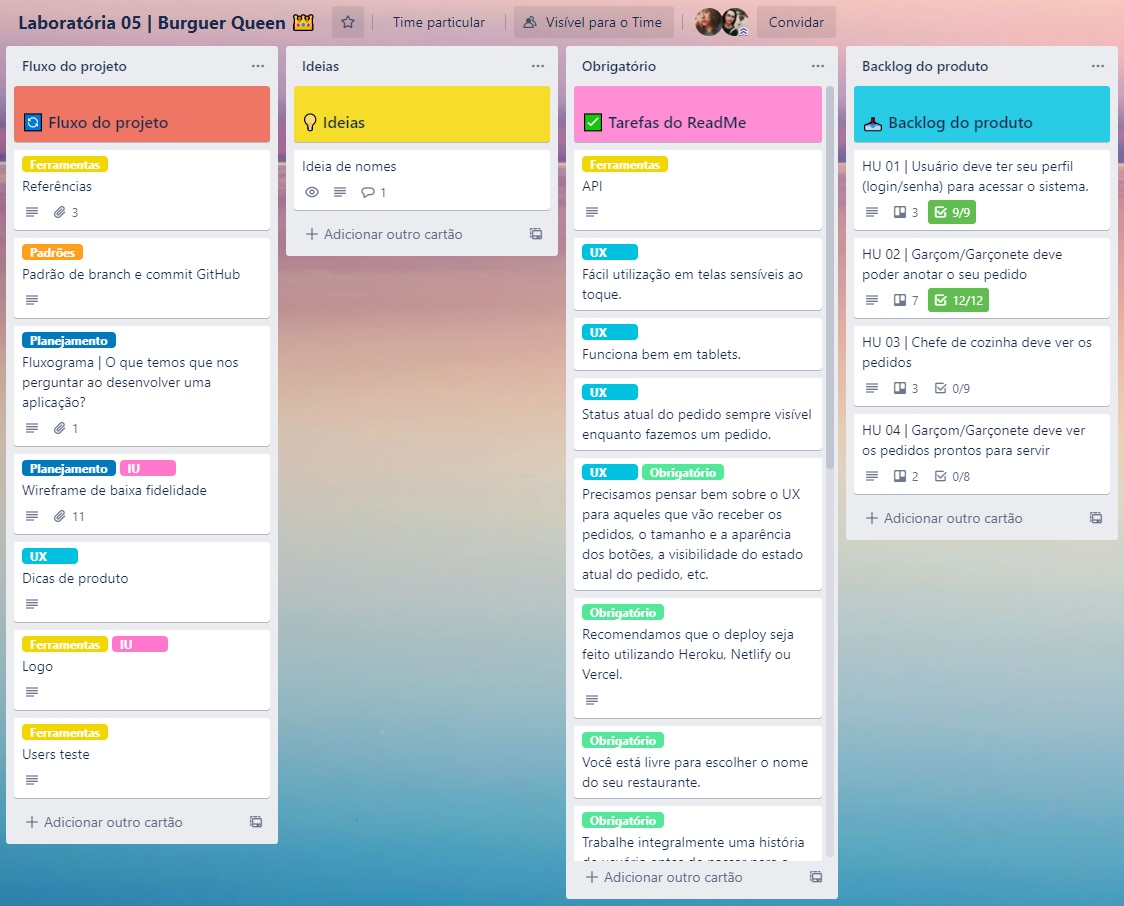 Laboratória 05 | Burguer Queen 👑
Time particular
Visível para o Time
Convidar
Fluxo do projeto
Fluxo do projeto
Ferramentas
Referências
3
Padrões
Padrão de branch e commit GitHub
Planejamento
Fluxograma | O que temos que nos
perguntar ao desenvolver uma
aplicação?
1
Planejamento IU
Wireframe de baixa fidelidade
11
UX
Dicas de produto
Ferramentas IU
Logo
Ferramentas
Users teste
Adicionar outro cartão
Ideias
Ideias
Ideia de nomes
1
Adicionar outro cartão
Obrigatório
Tarefas do ReadMe
Ferramentas
API
UX
Fácil utilização em telas sensíveis ao
toque.
UX
Funciona bem em tablets.
UX
Status atual do pedido sempre visível
enquanto fazemos um pedido.
UX Obrigatório
Precisamos pensar bem sobre o UX
para aqueles que vão receber os
pedidos, o tamanho e a aparência
dos botões, a visibilidade do estado
atual do pedido, etc.
Obrigatório
Recomendamos que o deploy seja
feito utilizando Heroku, Netlify ou
Vercel.
Obrigatório
Você está livre para escolher o nome
do seu restaurante.
Obrigatório
Trabalhe integralmente uma história
Adicionar outro cartão
Backlog do produto
Backlog do produto
HU 01 | Usuário deve ter seu perfil
(login/senha) para acessar o sistema.
3 9/9
HU 02 | Garçom/Garçonete deve
poder anotar o seu pedido
7 12/12
HU 03 | Chefe de cozinha deve ver os
pedidos
3 0/9
HU 04 | Garçom/Garçonete deve ver
os pedidos prontos para servir
2 0/8
Adicionar outro cartão